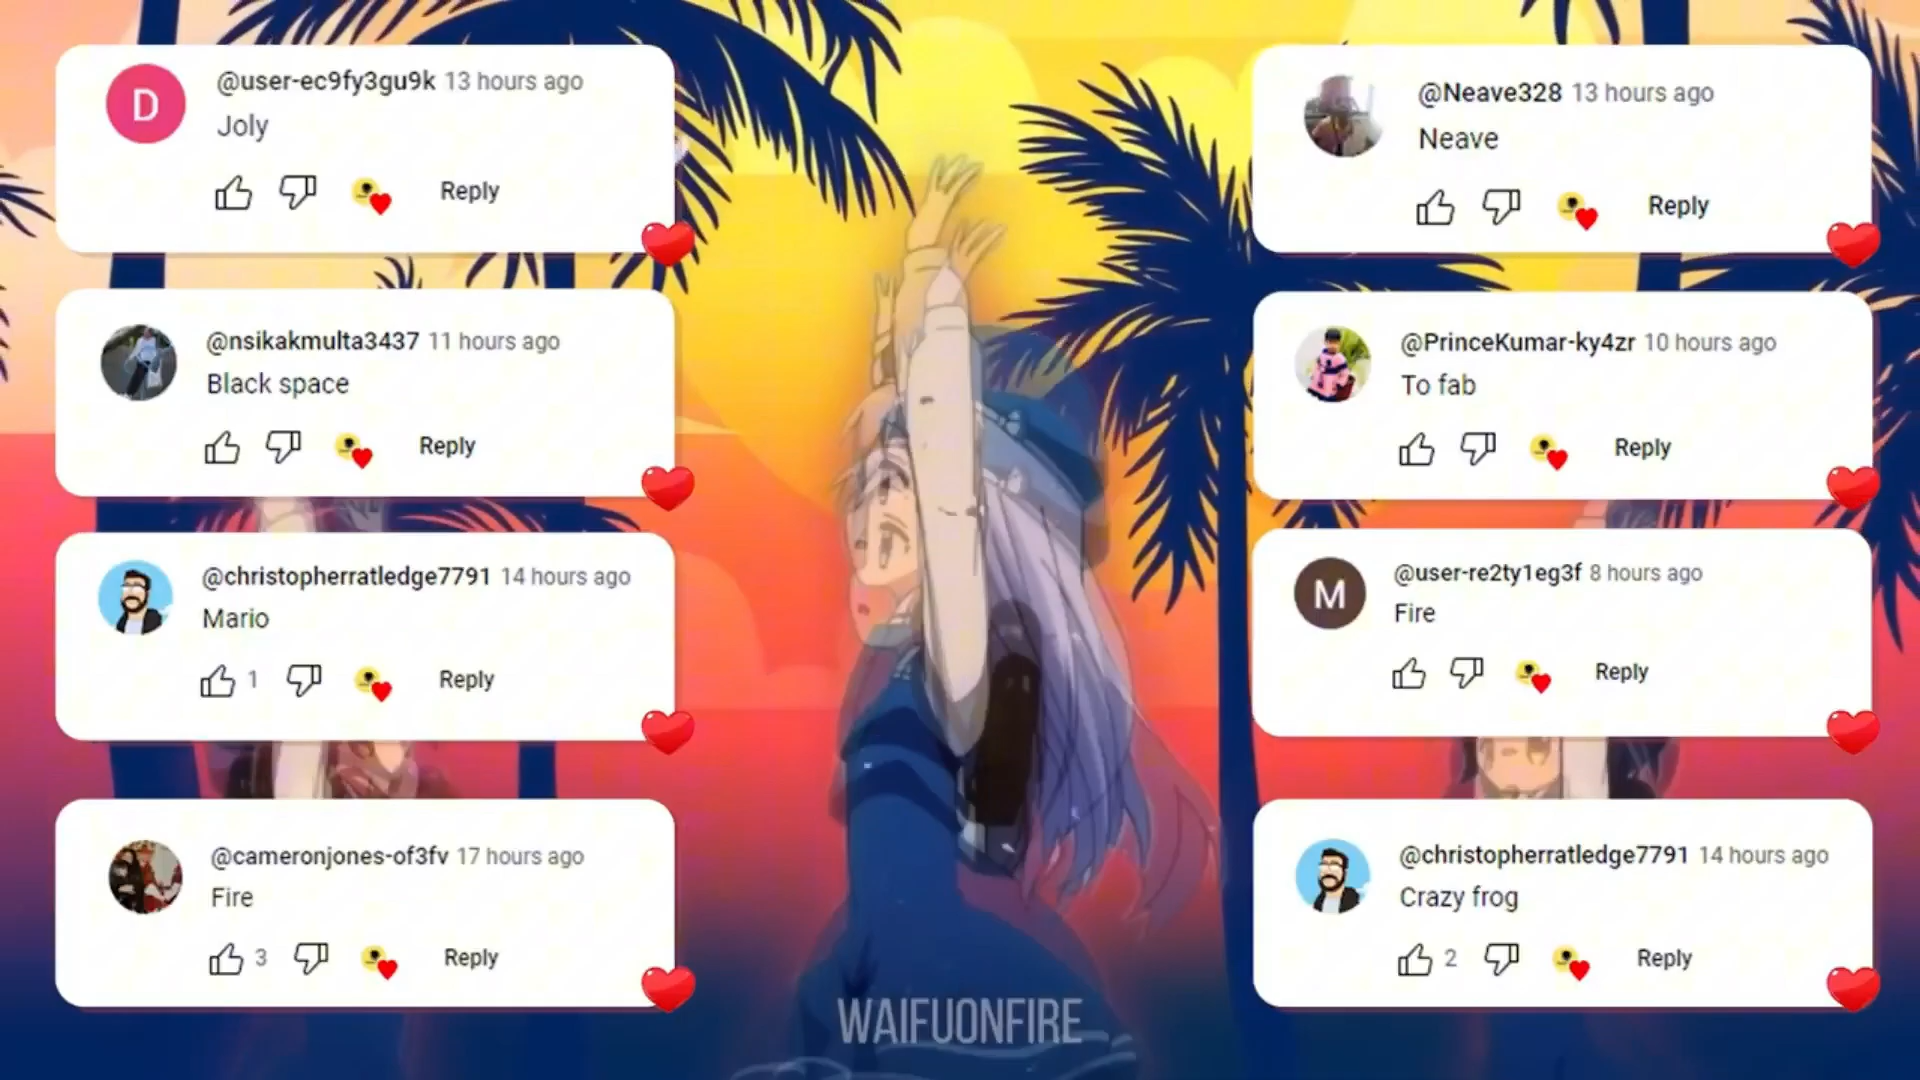 D
@user-ec9fy3gu9k 13 hours ago
Joly
Reply
@nsikakmulta3437 11 hours ago
Black space
Reply
@christopherratledge7791 14 hours ago
Mario
1 Reply
@cameronjones-of3fv 17 hours ago
Fire
3 Reply
@Neave328 13 hours ago
Neave
Reply
@PrinceKumar-ky4zr 10 hours ago
To fab
Reply
M
@user-re2ty1eg3f 8 hours ago
Fire
Reply
@christopherratledge7791 14 hours ago
Crazy frog
2 Reply
WAIFUONFIRE